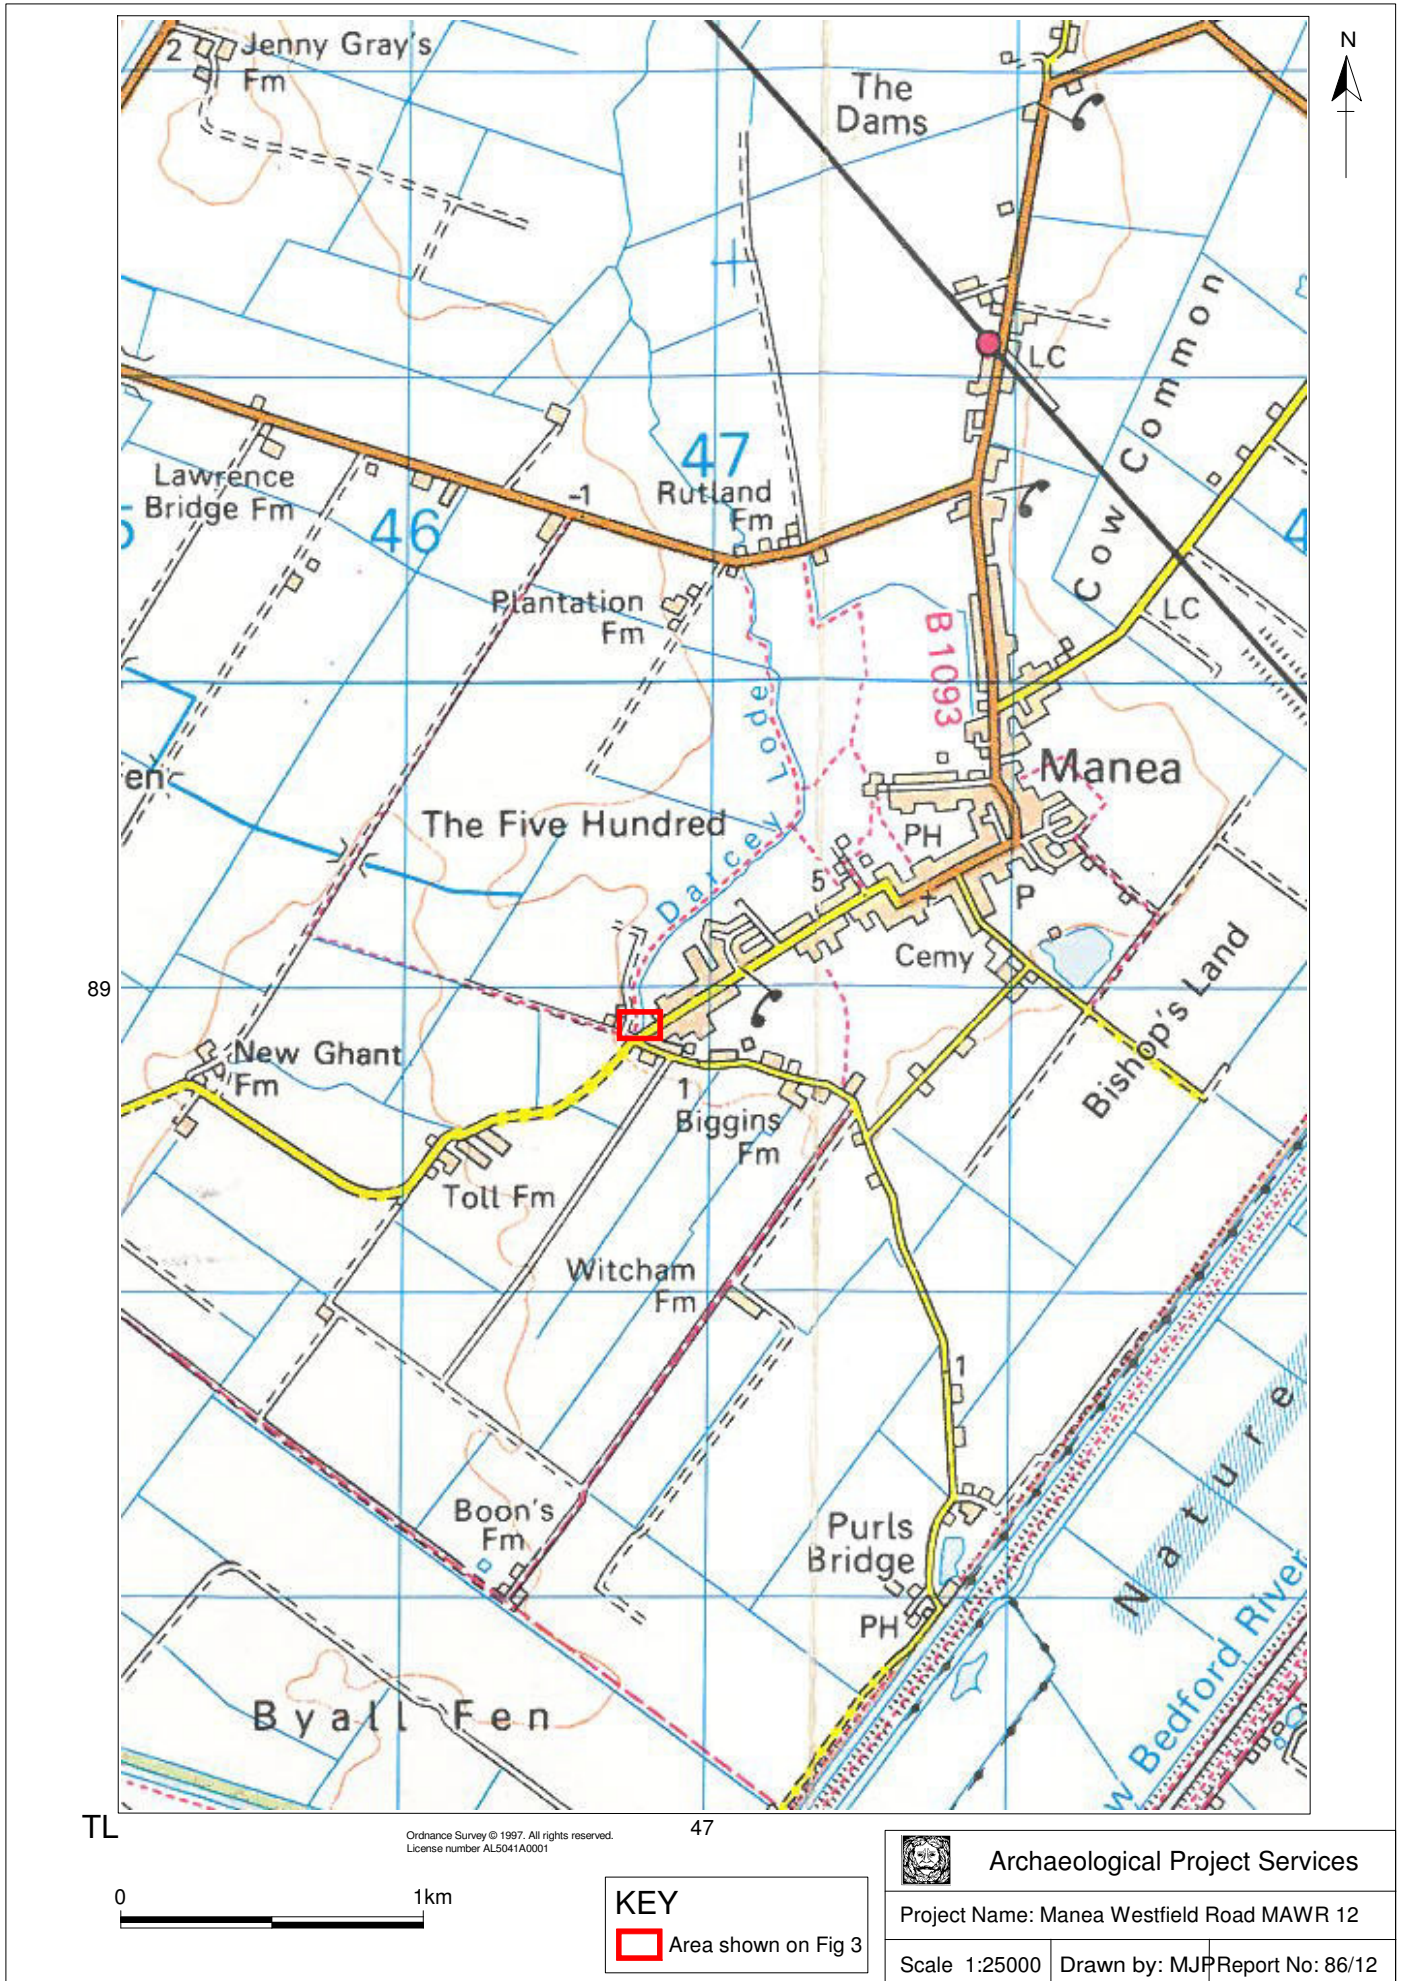 N
2
Jenny Gray's
Fm
The
Dams
LC
Cow Common
47
Lawrence
Bridge Fm
-1
Rutland
Fm
46
4
Plantation
Fm
LC
B 1093
Darcey Lode
en
Manea
The Five Hundred
PH
5
P
Cemy
89
Bishop's Land
New Ghant
Fm
1
Biggins
Fm
Toll Fm
Witcham
Fm
1
Nature
Boon's
Fm
Purls
Bridge
PH
w Bedford River
Byall Fen
TL
47
Ordnance Survey © 1997. All rights reserved.
License number AL5041A0001
0 1km
KEY
Area shown on Fig 3
Archaeological Project Services
Project Name: Manea Westfield Road MAWR 12
Scale 1:25000
Drawn by: MJP
Report No: 86/12